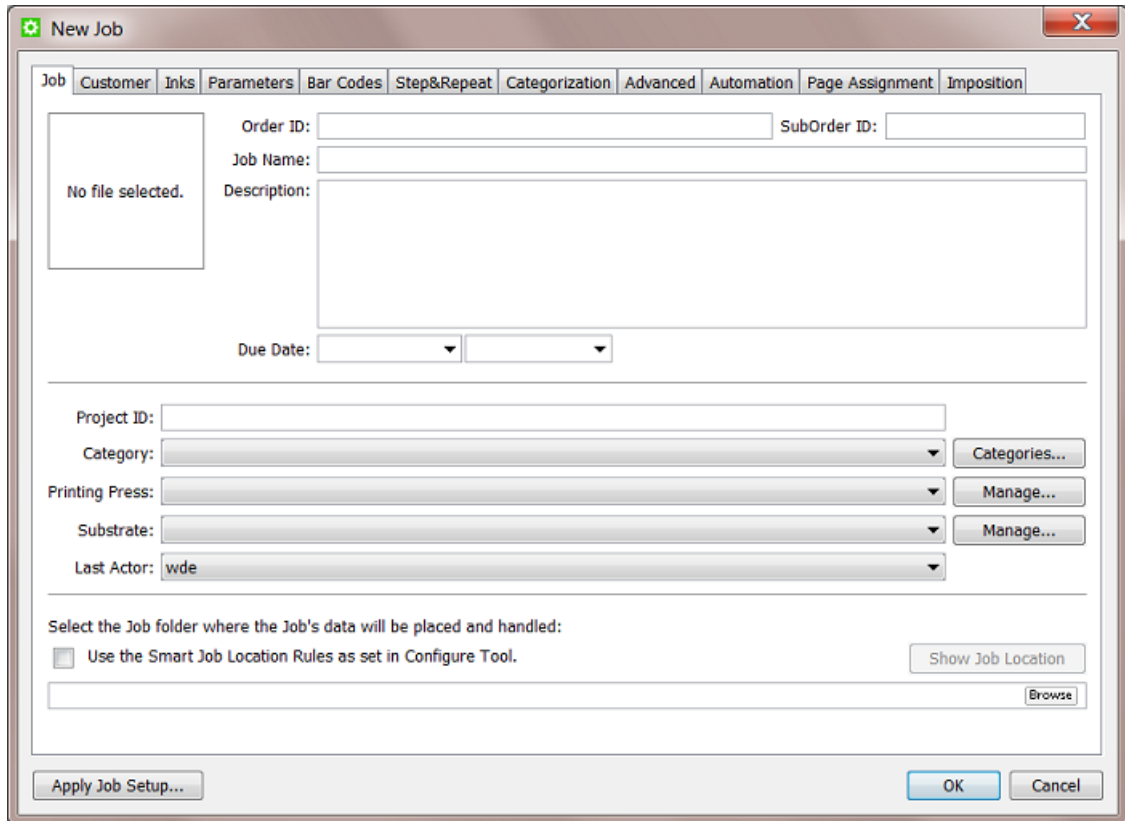 New Job
Job Customer Inks Parameters Bar Codes Step&Repeat Categorization Advanced Automation Page Assignment Imposition
No file selected.
Order ID: SubOrder ID:
Job Name:
Description:
Due Date:
Project ID:
Category: Categories...
Printing Press: Manage...
Substrate: Manage...
Last Actor: wde
Select the Job folder where the Job's data will be placed and handled:
Use the Smart Job Location Rules as set in Configure Tool.
Show Job Location
Browse
Apply Job Setup... OK Cancel